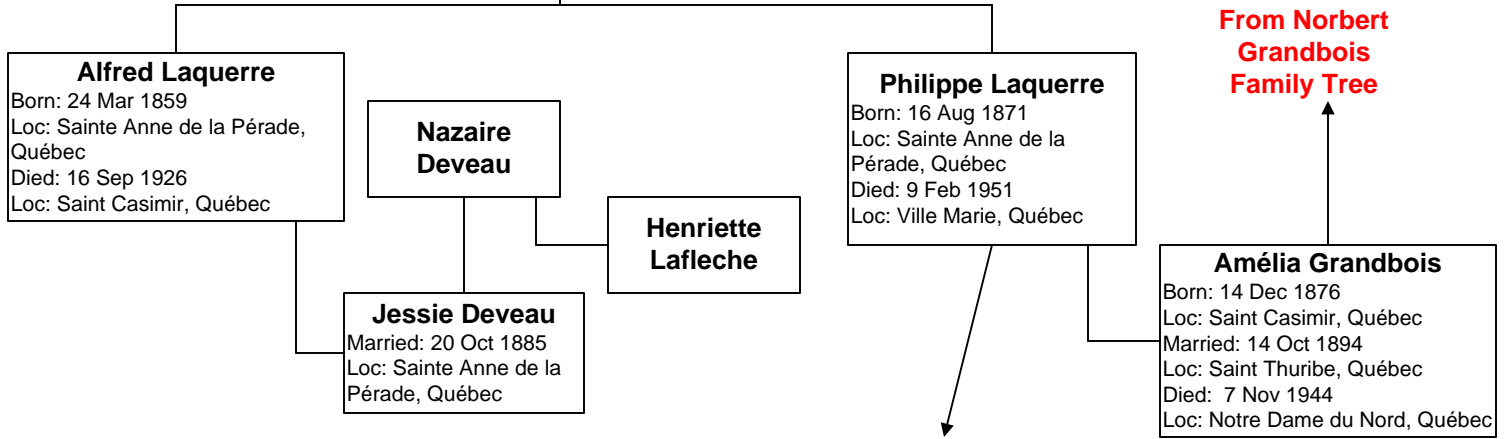 Alfred Laquerre
Born: 24 Mar 1859
Loc: Sainte Anne de la Pérade,
Québec
Died: 16 Sep 1926
Loc: Saint Casimir, Québec
Nazaire
Deveau
Henriette
Lafleche
Jessie Deveau
Married: 20 Oct 1885
Loc: Sainte Anne de la
Pérade, Québec
Philippe Laquerre
Born: 16 Aug 1871
Loc: Sainte Anne de la
Pérade, Québec
Died: 9 Feb 1951
Loc: Ville Marie, Québec
From Norbert
Grandbois
Family Tree
Amélia Grandbois
Born: 14 Dec 1876
Loc: Saint Casimir, Québec
Married: 14 Oct 1894
Loc: Saint Thuribe, Québec
Died:  7 Nov 1944
Loc: Notre Dame du Nord, Québec